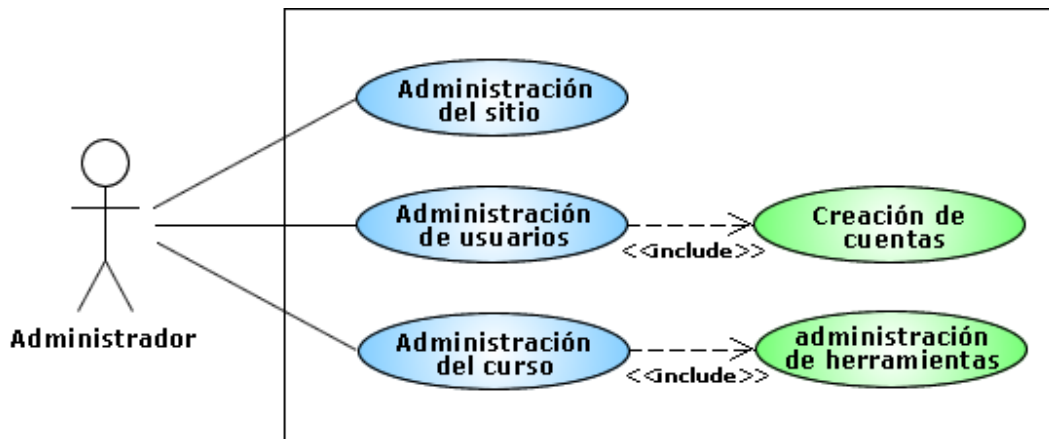 Administración
del sitio
Administración
de usuarios
<<include>>
Creación de
cuentas
Administrador
Administración
del curso
<<include>>
administración
de herramientas